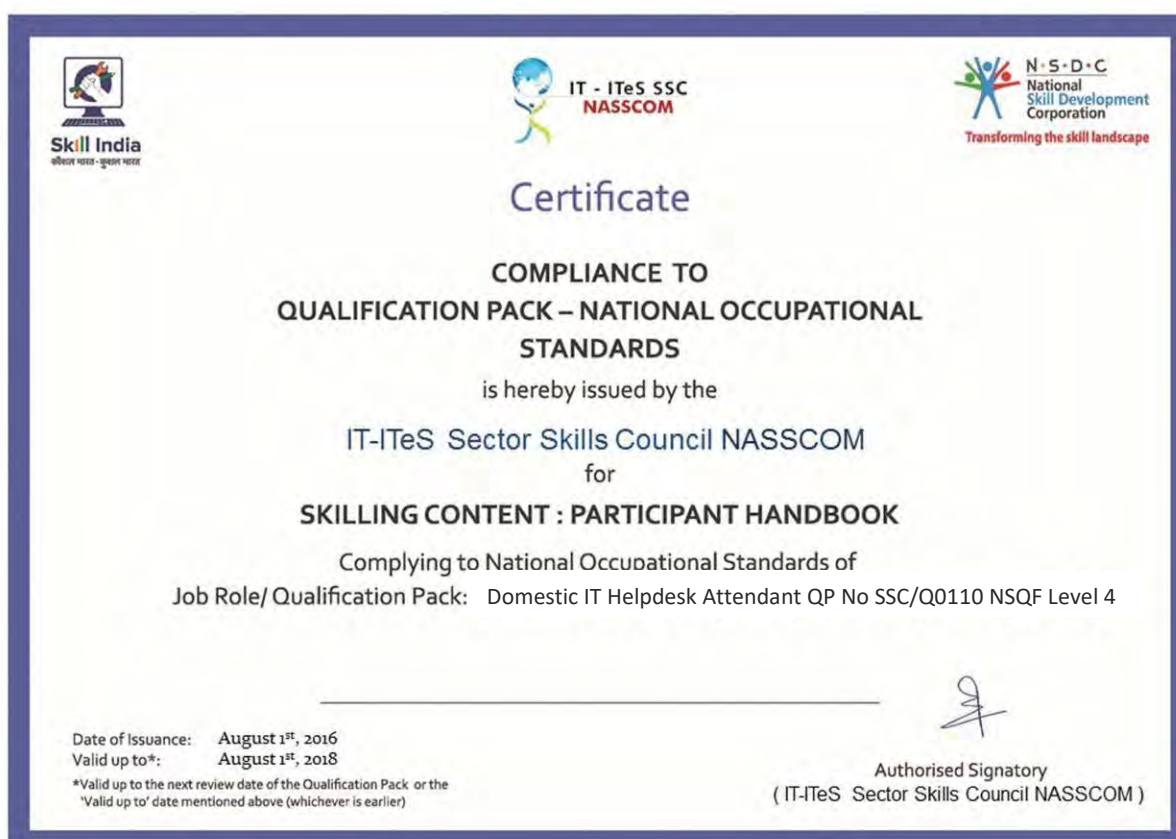 Skill India
कौशल भारत - कुशल भारत
IT - ITeS SSC
NASSCOM
N·S·D·C
National
Skill Development
Corporation
Transforming the skill landscape
Certificate
COMPLIANCE TO
QUALIFICATION PACK – NATIONAL OCCUPATIONAL
STANDARDS
is hereby issued by the
IT-ITeS Sector Skills Council NASSCOM
for
SKILLING CONTENT : PARTICIPANT HANDBOOK
Complying to National Occupational Standards of
Job Role/ Qualification Pack: Domestic IT Helpdesk Attendant QP No SSC/Q0110 NSQF Level 4
Date of Issuance: August 1st, 2016
Valid up to*: August 1st, 2018
*Valid up to the next review date of the Qualification Pack or the
'Valid up to' date mentioned above (whichever is earlier)
Authorised Signatory
( IT-ITeS Sector Skills Council NASSCOM )